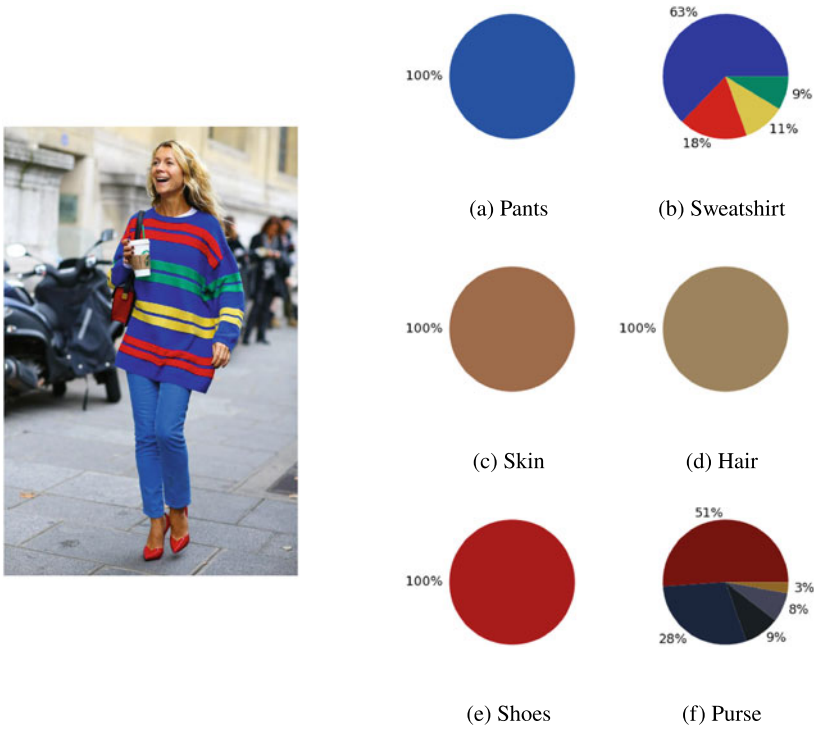 63%
100%
9%
11%
18%
(a) Pants
(b) Sweatshirt
100%
100%
(c) Skin
(d) Hair
51%
100%
3%
8%
9%
28%
(e) Shoes
(f) Purse